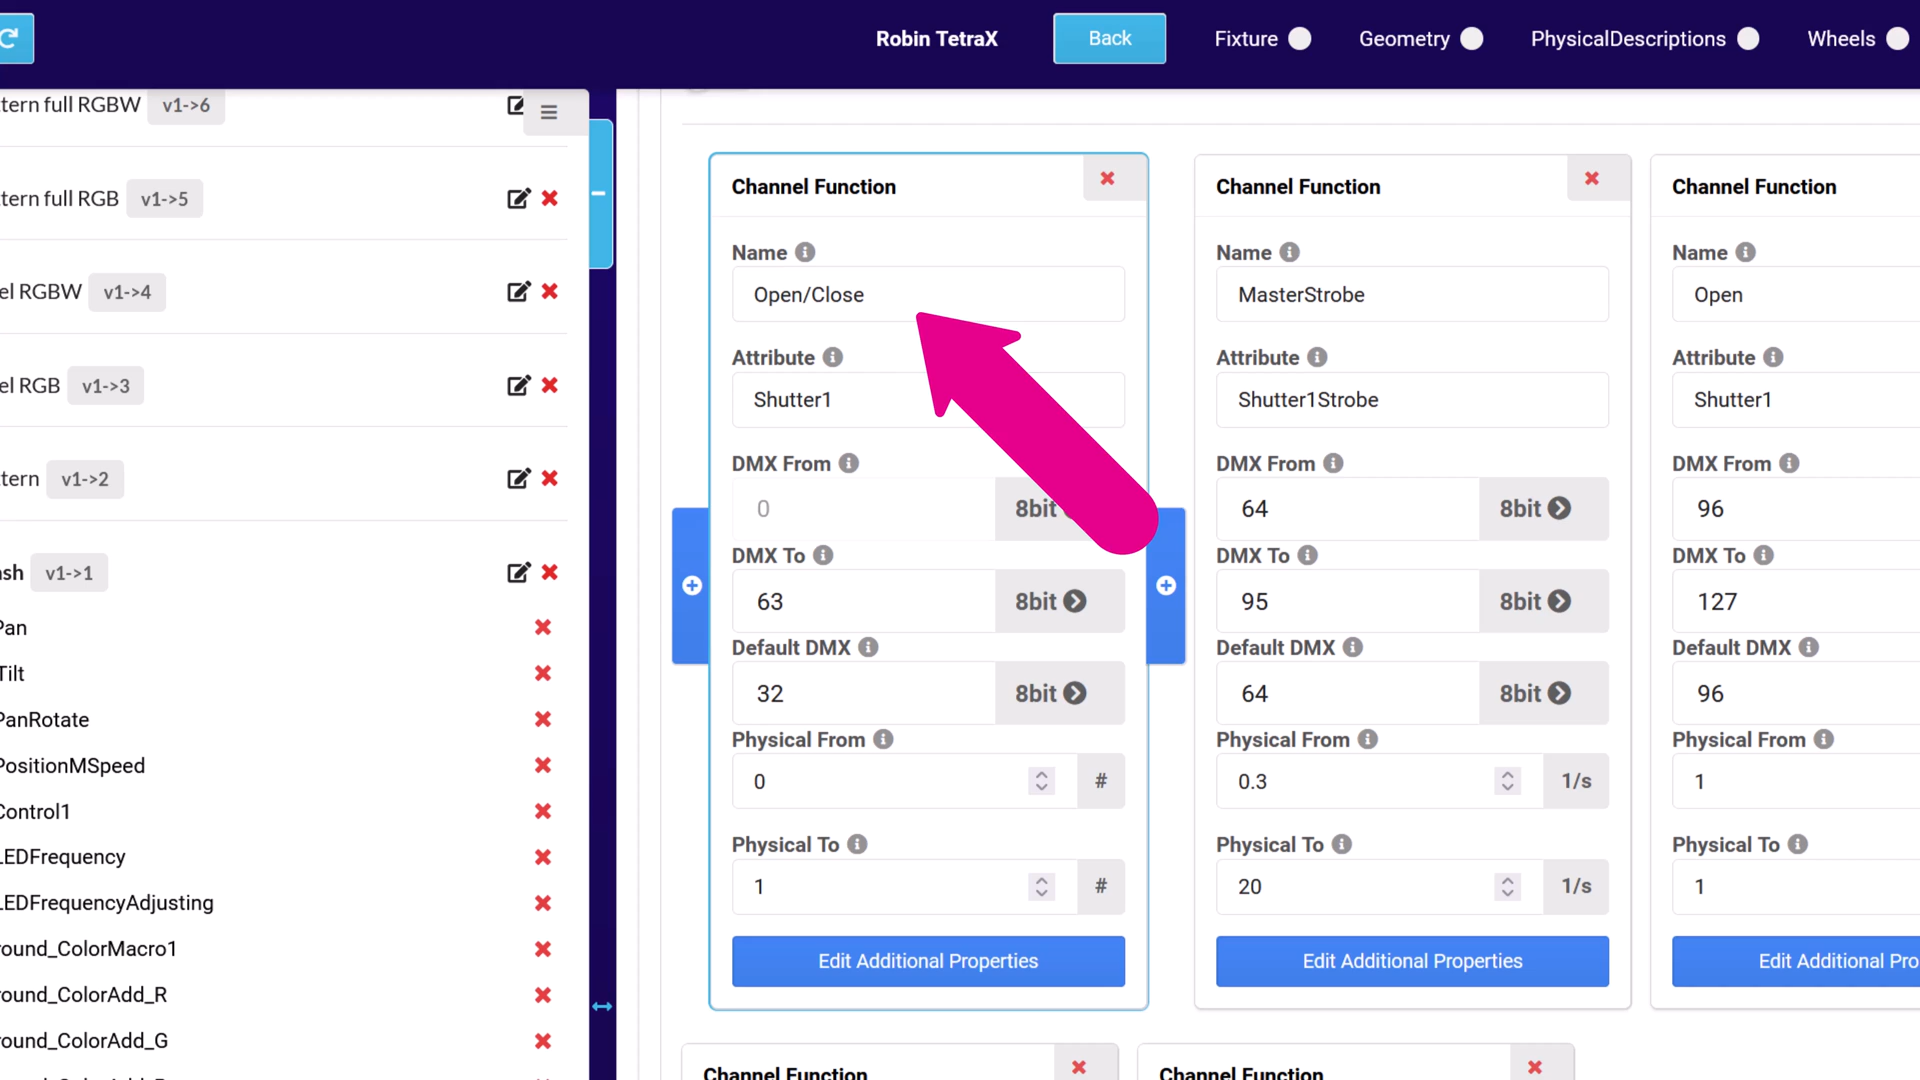 Robin TetraX
Back
Fixture
Geometry
PhysicalDescriptions
Wheels
tern full RGBW v1->6
tern full RGB v1->5
el RGBW v1->4
el RGB v1->3
tern v1->2
ash v1->1
Pan
Tilt
PanRotate
PositionMSpeed
Control1
LEDFrequency
LEDFrequencyAdjusting
round_ColorMacro1
round_ColorAdd_R
round_ColorAdd_G
Channel Function
Name
Open/Close
Attribute
Shutter1
DMX From
0 8bit
DMX To
63 8bit
Default DMX
32 8bit
Physical From
0 #
Physical To
1 #
Edit Additional Properties
Channel Function
Name
MasterStrobe
Attribute
Shutter1Strobe
DMX From
64 8bit
DMX To
95 8bit
Default DMX
64 8bit
Physical From
0.3 1/s
Physical To
20 1/s
Edit Additional Properties
Channel Function
Name
Open
Attribute
Shutter1
DMX From
96
DMX To
127
Default DMX
96
Physical From
1
Physical To
1
Edit Additional Pro
Channel Function
Channel Function